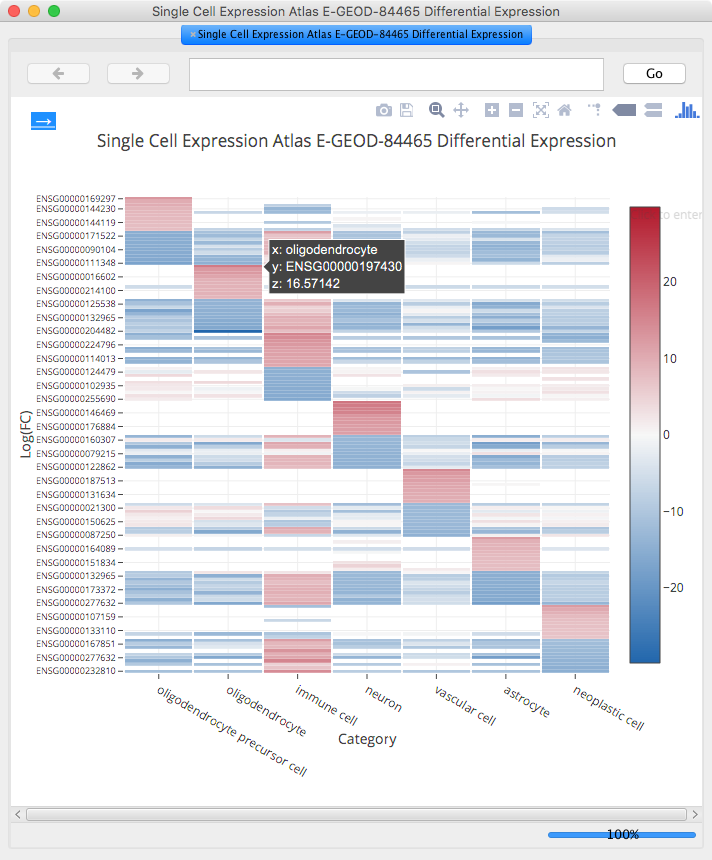 Single Cell Expression Atlas E-GEOD-84465 Differential Expression
×Single Cell Expression Atlas E-GEOD-84465 Differential Expression
Go
Single Cell Expression Atlas E-GEOD-84465 Differential Expression
ENSG00000169297
ENSG00000144230
ENSG00000144119
ENSG00000171522
ENSG00000090104
ENSG00000111348
ENSG00000016602
ENSG00000214100
ENSG00000125538
ENSG00000132965
ENSG00000204482
ENSG00000224796
ENSG00000114013
ENSG00000124479
ENSG00000102935
ENSG00000255690
ENSG00000146469
ENSG00000176884
ENSG00000160307
ENSG00000079215
ENSG00000122862
ENSG00000187513
ENSG00000131634
ENSG00000021300
ENSG00000150625
ENSG00000087250
ENSG00000164089
ENSG00000151834
ENSG00000132965
ENSG00000173372
ENSG00000277632
ENSG00000107159
ENSG00000133110
ENSG00000167851
ENSG00000277632
ENSG00000232810
Log(FC)
x: oligodendrocyte
y: ENSG00000197430
z: 16.57142
to enter
20
10
0
−10
−20
oligodendrocyte precursor cell
oligodendrocyte
immune cell
neuron
vascular cell
astrocyte
neoplastic cell
Category
100%